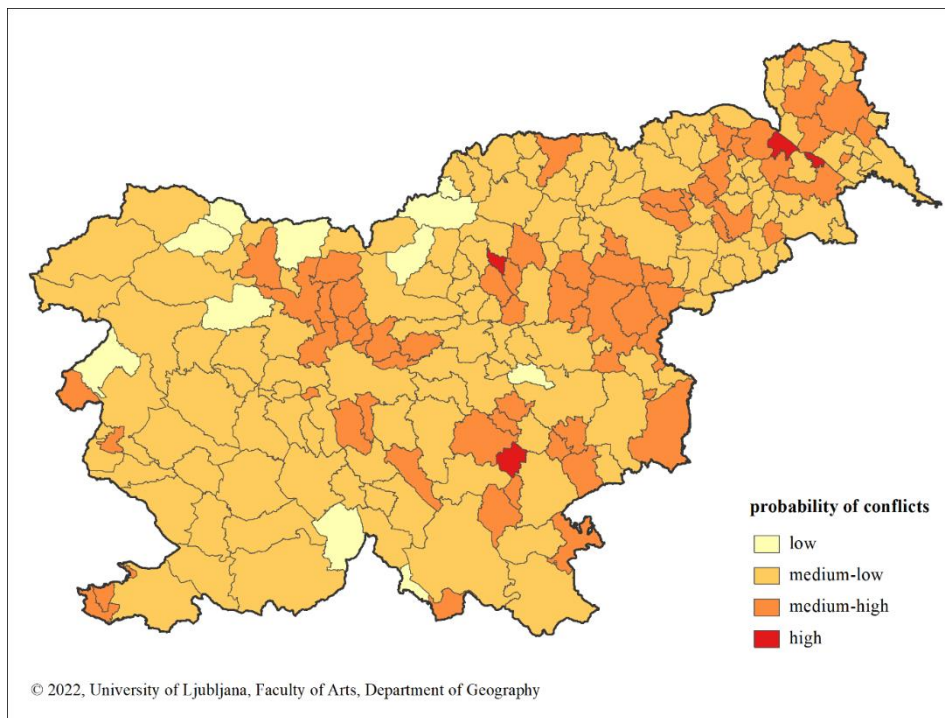 probability of conflicts
low
medium-low
medium-high
high
© 2022, University of Ljubljana, Faculty of Arts, Department of Geography